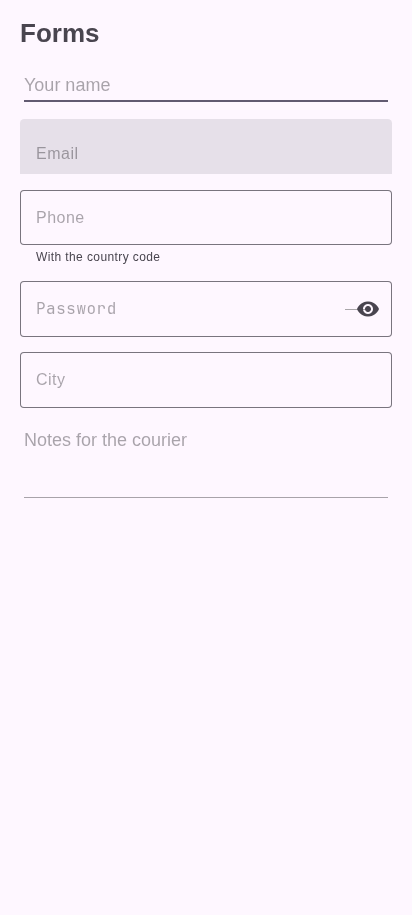 Forms
Your name
Email
Phone
With the country code
Password
City
Notes for the courier